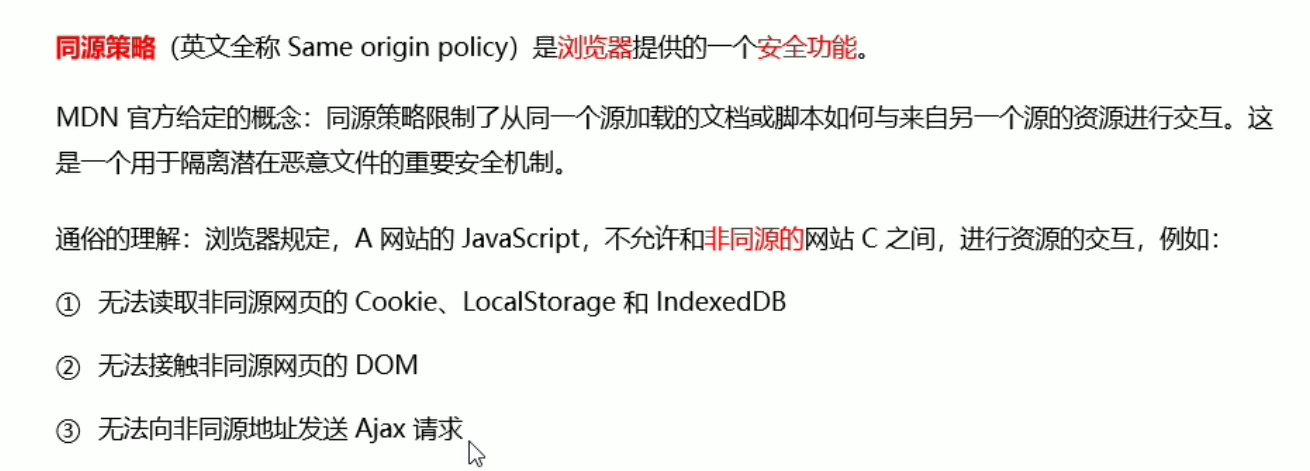 同源策略（英文全称 Same origin policy）是浏览器提供的一个安全功能。
MDN 官方给定的概念：同源策略限制了从同一个源加载的文档或脚本如何与来自另一个源的资源进行交互。这
是一个用于隔离潜在恶意文件的重要安全机制。
通俗的理解：浏览器规定，A 网站的 JavaScript，不允许和非同源的网站 C 之间，进行资源的交互，例如：
① 无法读取非同源网页的 Cookie、LocalStorage 和 IndexedDB
② 无法接触非同源网页的 DOM
③ 无法向非同源地址发送 Ajax 请求